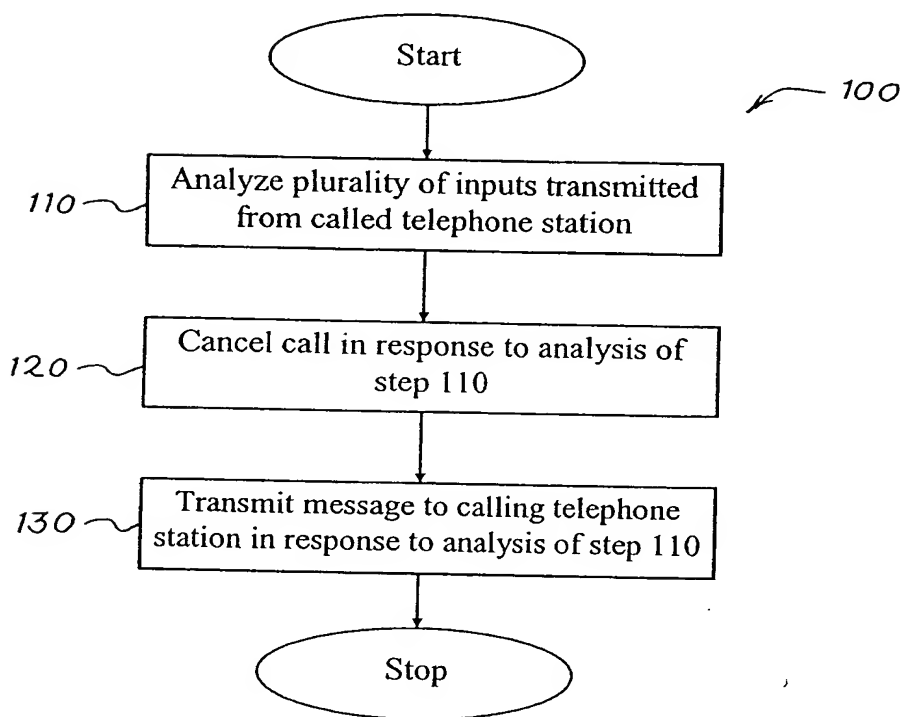 Start
100
110
Analyze plurality of inputs transmitted
from called telephone station
120
Cancel call in response to analysis of
step 110
130
Transmit message to calling telephone
station in response to analysis of step 110
Stop